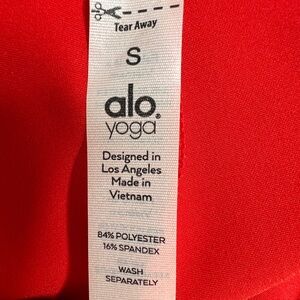 Tear Away
S
alo.
yoga
Designed in
Los Angeles
Made in
Vietnam
84% POLYESTER
16% SPANDEX
WASH
SEPARATELY